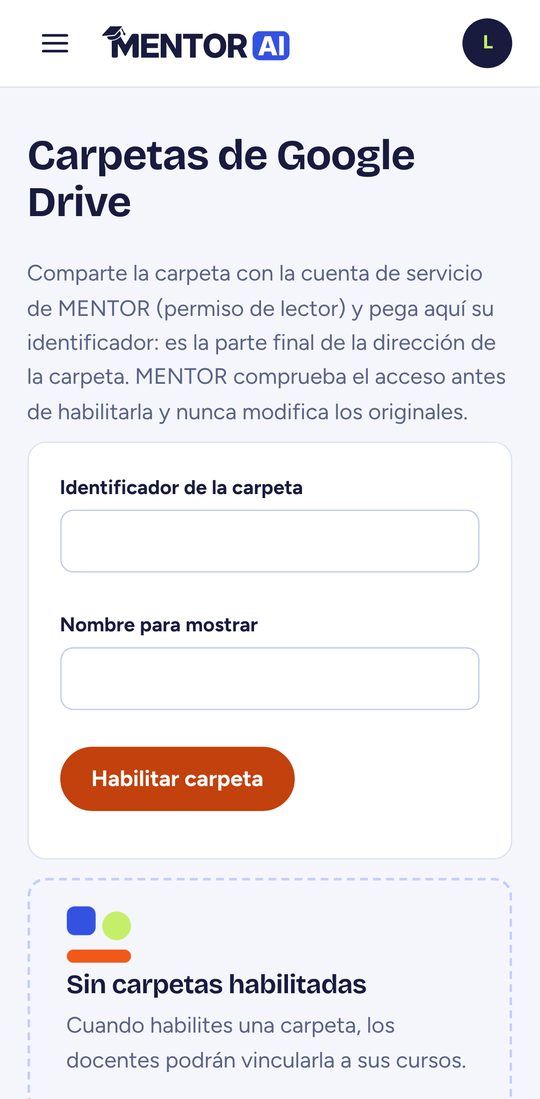 MENTOR AI
L
Carpetas de Google
Drive
Comparte la carpeta con la cuenta de servicio
de MENTOR (permiso de lector) y pega aquí su
identificador: es la parte final de la dirección de
la carpeta. MENTOR comprueba el acceso antes
de habilitarla y nunca modifica los originales.
Identificador de la carpeta
Nombre para mostrar
Habilitar carpeta
Sin carpetas habilitadas
Cuando habilites una carpeta, los
docentes podrán vincularla a sus cursos.